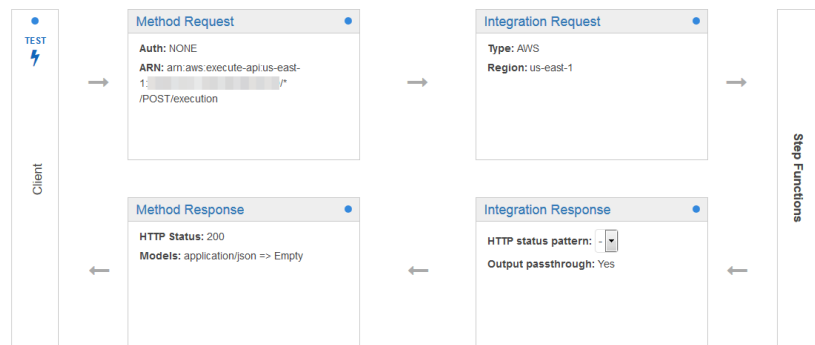 TEST
Client
Method Request
Auth: NONE
ARN: arn:aws:execute-api:us-east-
1:
/*
/POST/execution
Integration Request
Type: AWS
Region: us-east-1
Step Functions
Method Response
HTTP Status: 200
Models: application/json => Empty
Integration Response
HTTP status pattern: -
Output passthrough: Yes